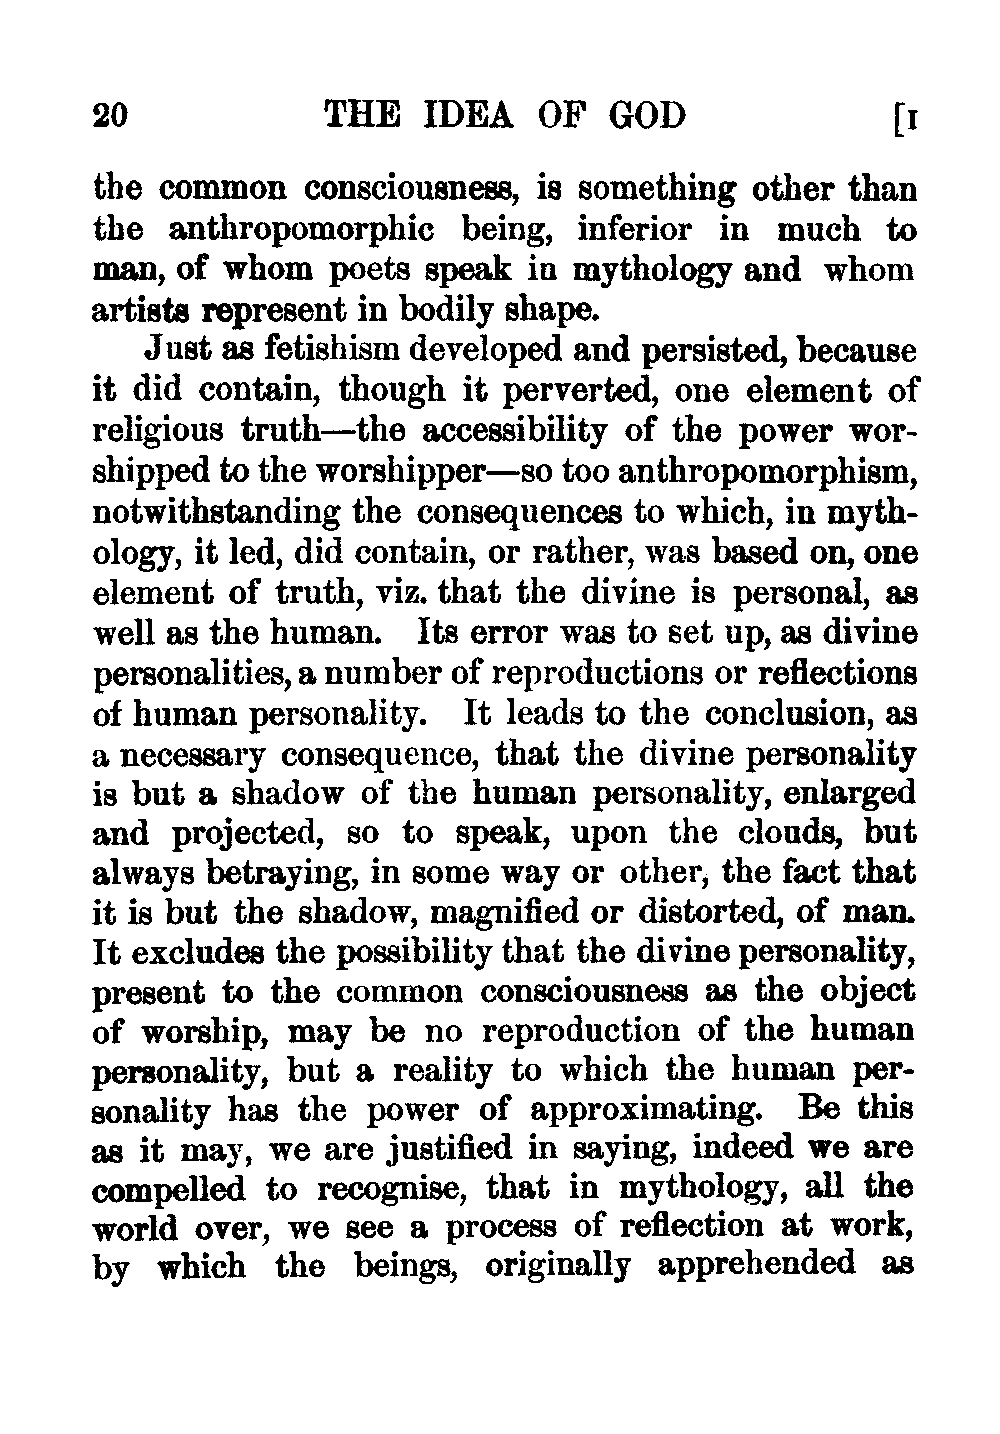 20 THE IDEA OF GOD [I
the common consciousness, is something other than
the anthropomorphic being, inferior in much to
man, of whom poets speak in mythology and whom
artists represent in bodily shape.
Just as fetishism developed and persisted, because
it did contain, though it perverted, one element of
religious truth—the accessibility of the power wor-
shipped to the worshipper—so too anthropomorphism,
notwithstanding the consequences to which, in myth-
ology, it led, did contain, or rather, was based on, one
element of truth, viz. that the divine is personal, as
well as the human. Its error was to set up, as divine
personalities, a number of reproductions or reflections
of human personality. It leads to the conclusion, as
a necessary consequence, that the divine personality
is but a shadow of the human personality, enlarged
and projected, so to speak, upon the clouds, but
always betraying, in some way or other, the fact that
it is but the shadow, magnified or distorted, of man.
It excludes the possibility that the divine personality,
present to the common consciousness as the object
of worship, may be no reproduction of the human
personality, but a reality to which the human per-
sonality has the power of approximating. Be this
as it may, we are justified in saying, indeed we are
compelled to recognise, that in mythology, all the
world over, we see a process of reflection at work,
by which the beings, originally apprehended as